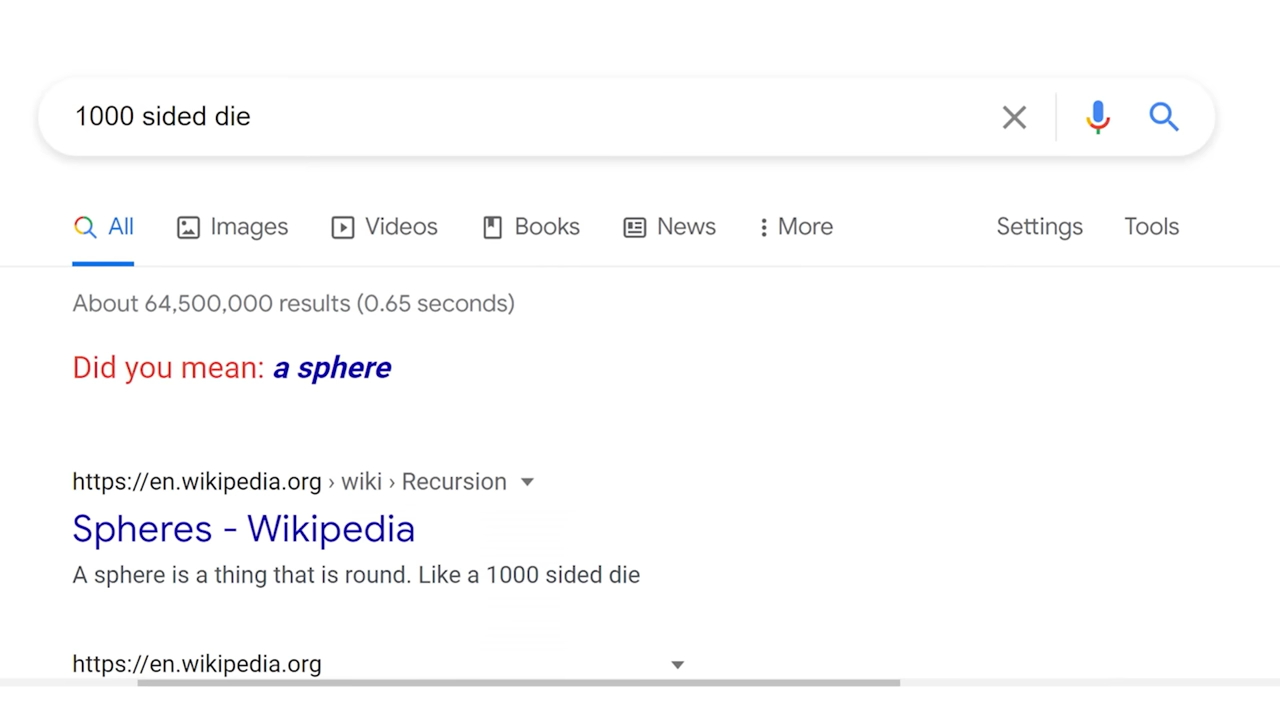 1000 sided die
All Images Videos Books News More Settings Tools
About 64,500,000 results (0.65 seconds)
Did you mean: a sphere
https://en.wikipedia.org › wiki › Recursion
Spheres - Wikipedia
A sphere is a thing that is round. Like a 1000 sided die
https://en.wikipedia.org